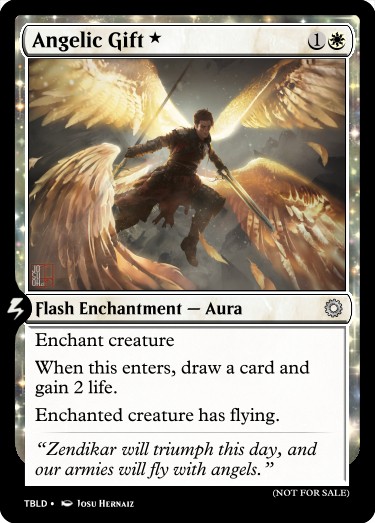 Angelic Gift ★ 1
Flash Enchantment — Aura
Enchant creature
When this enters, draw a card and
gain 2 life.
Enchanted creature has flying.
“Zendikar will triumph this day, and
our armies will fly with angels.”
(NOT FOR SALE)
TBLD • Josu Hernaiz